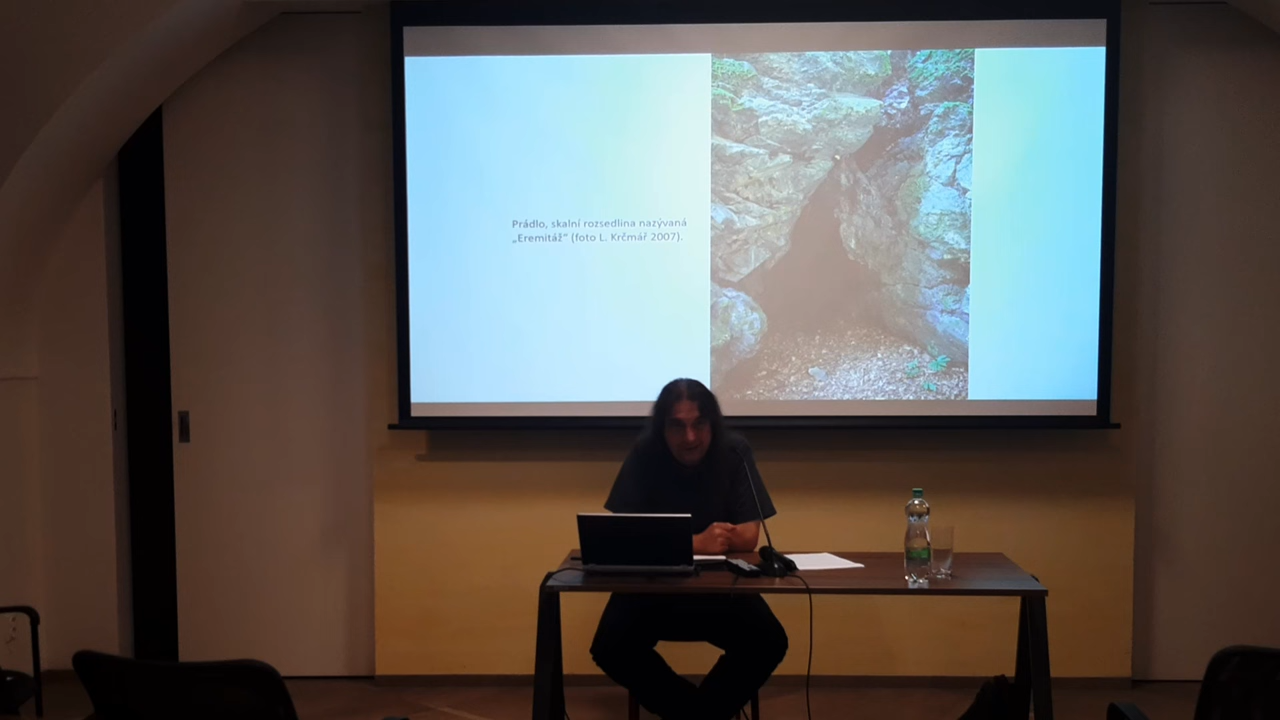 Prádlo, skalní rozsedlina nazývaná
„Eremitáž“ (foto L. Krčmář 2007).